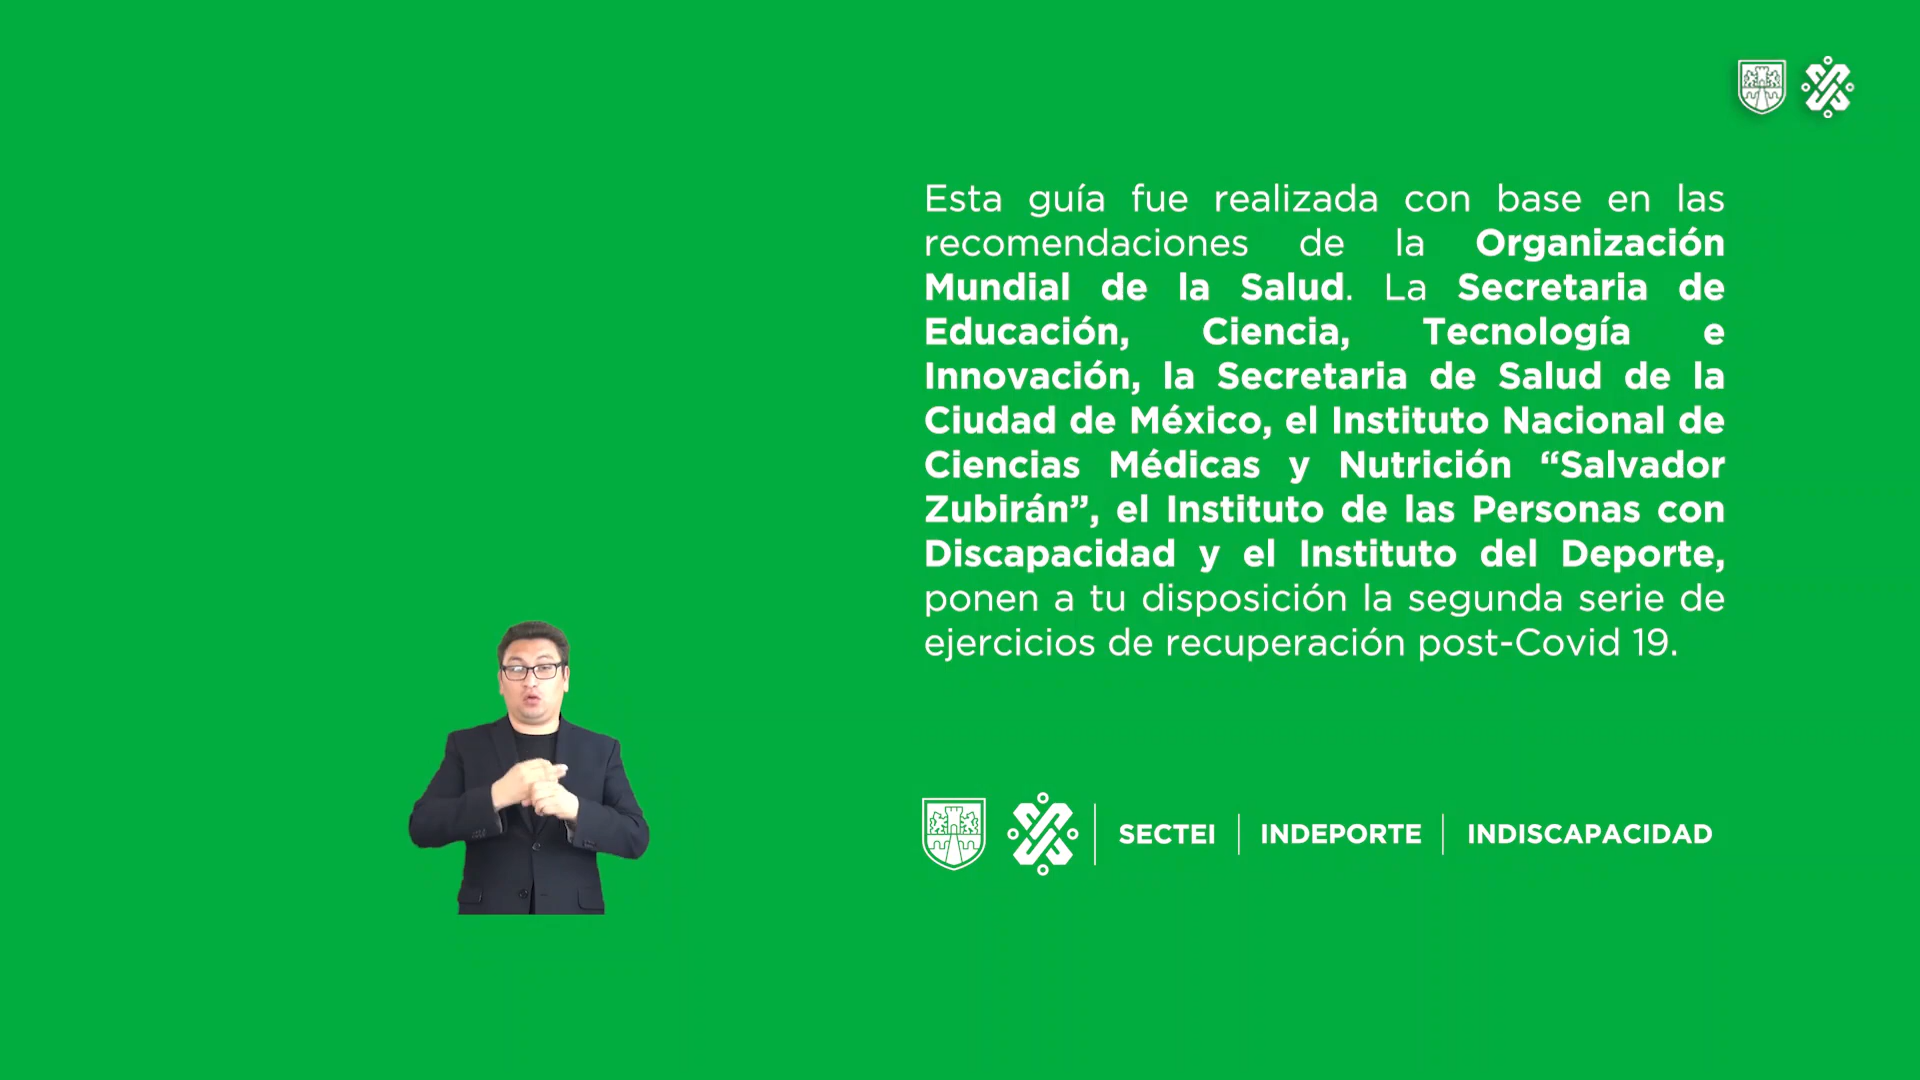 Esta guía fue realizada con base en las
recomendaciones de la Organización
Mundial de la Salud. La Secretaria de
Educación, Ciencia, Tecnología e
Innovación, la Secretaria de Salud de la
Ciudad de México, el Instituto Nacional de
Ciencias Médicas y Nutrición “Salvador
Zubirán”, el Instituto de las Personas con
Discapacidad y el Instituto del Deporte,
ponen a tu disposición la segunda serie de
ejercicios de recuperación post-Covid 19.
SECTEI | INDEPORTE | INDISCAPACIDAD